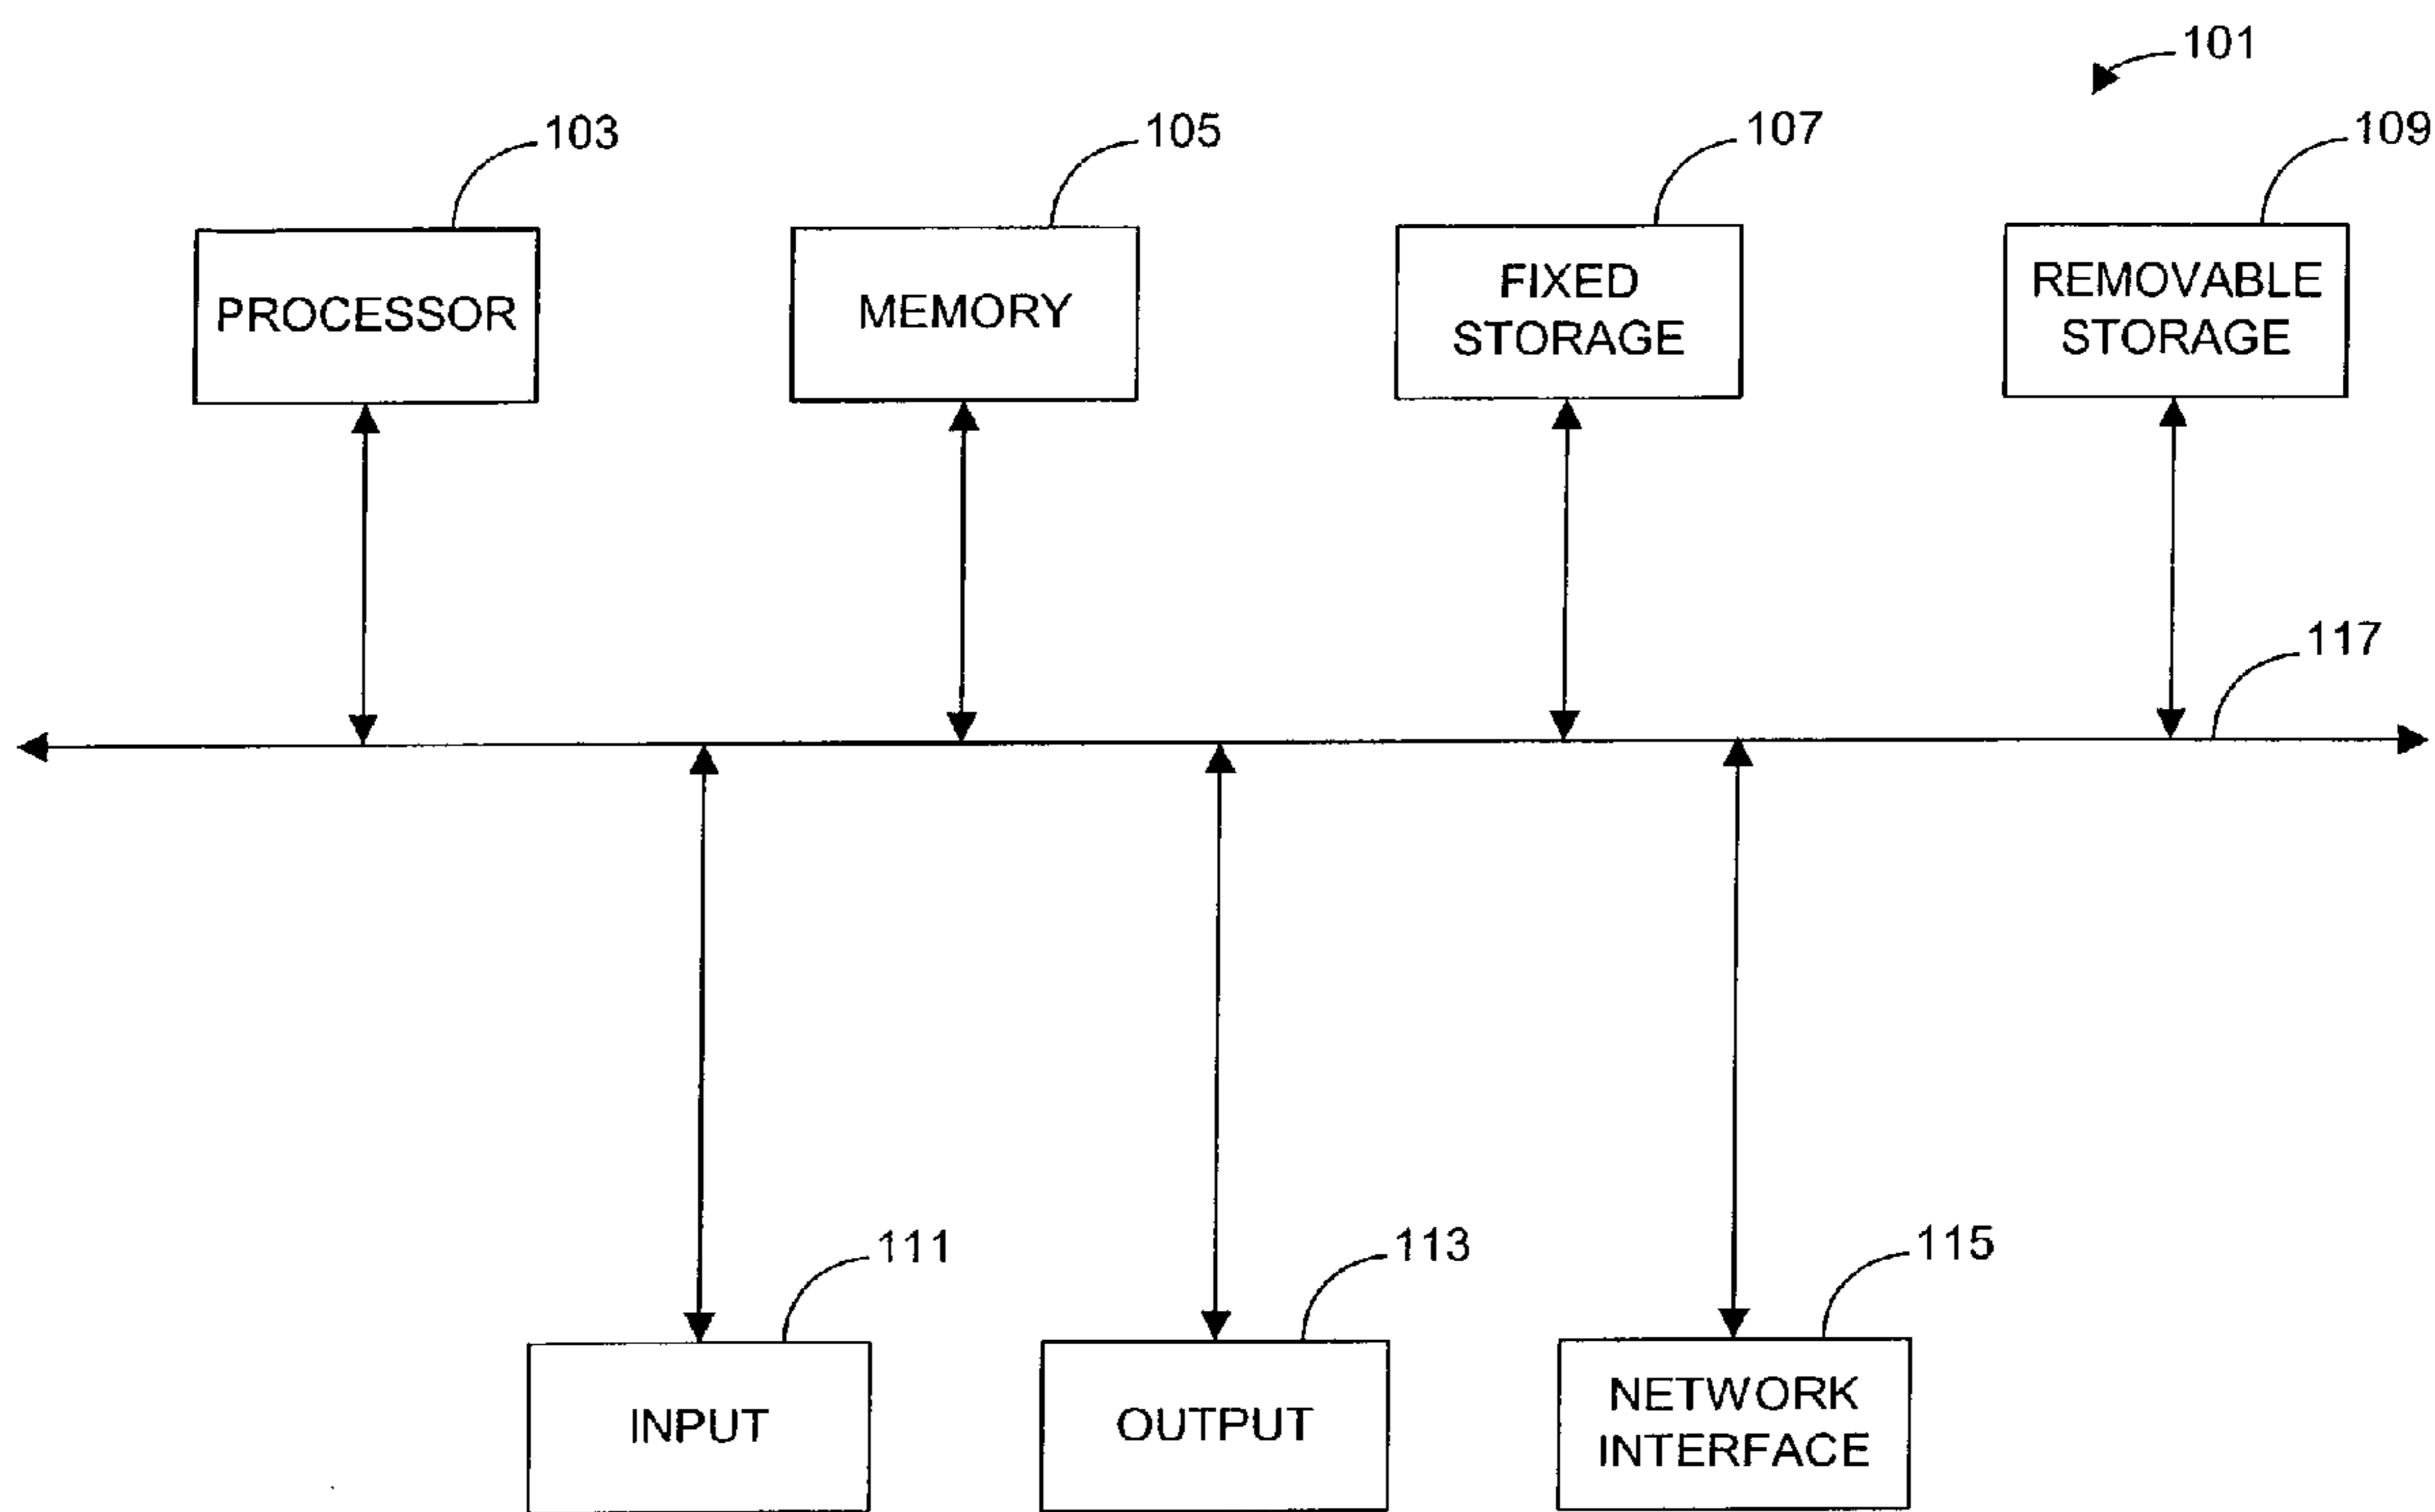 101
103
105
107
109
PROCESSOR
MEMORY
FIXED
STORAGE
REMOVABLE
STORAGE
117
111
113
115
INPUT
OUTPUT
NETWORK
INTERFACE